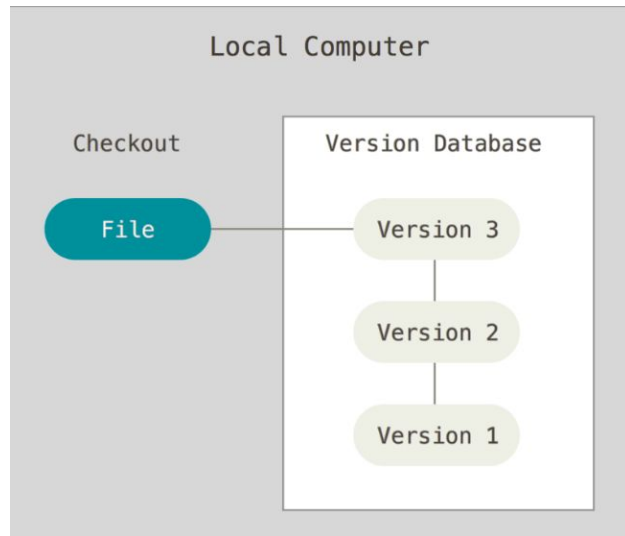 Local Computer
Checkout
Version Database
File
Version 3
Version 2
Version 1